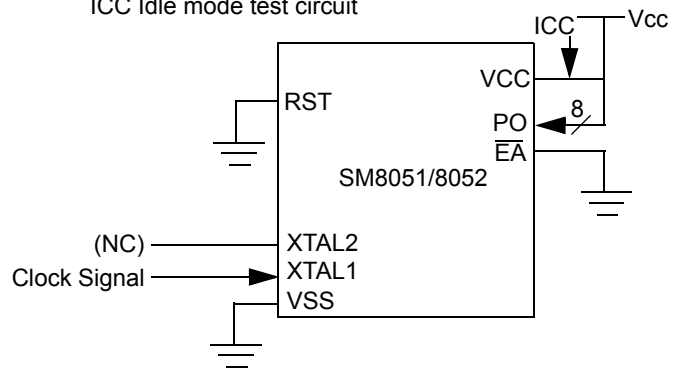 ICC Idle mode test circuit
ICC
Vcc
VCC
RST
8
PO
EA
SM8051/8052
(NC)
XTAL2
Clock Signal
XTAL1
VSS